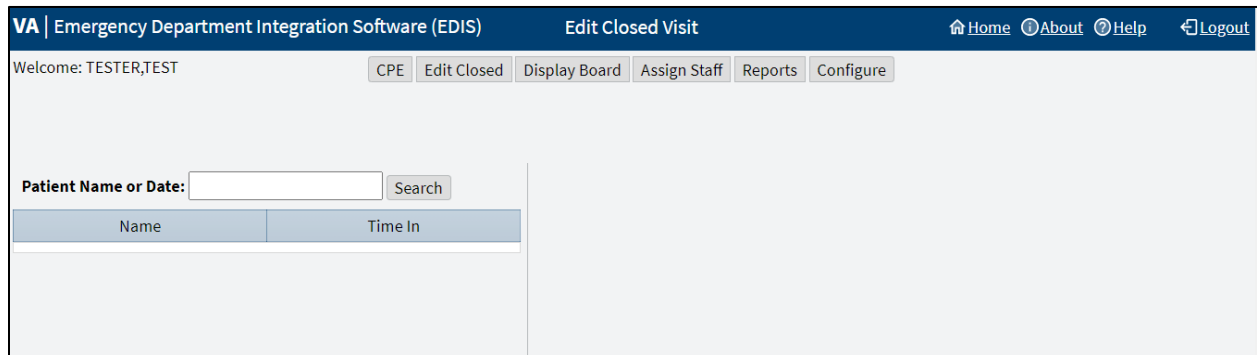 VA | Emergency Department Integration Software (EDIS) Edit Closed Visit Home About Help Logout
Welcome: TESTER,TEST CPE Edit Closed Display Board Assign Staff Reports Configure
Patient Name or Date: Search
Name Time In